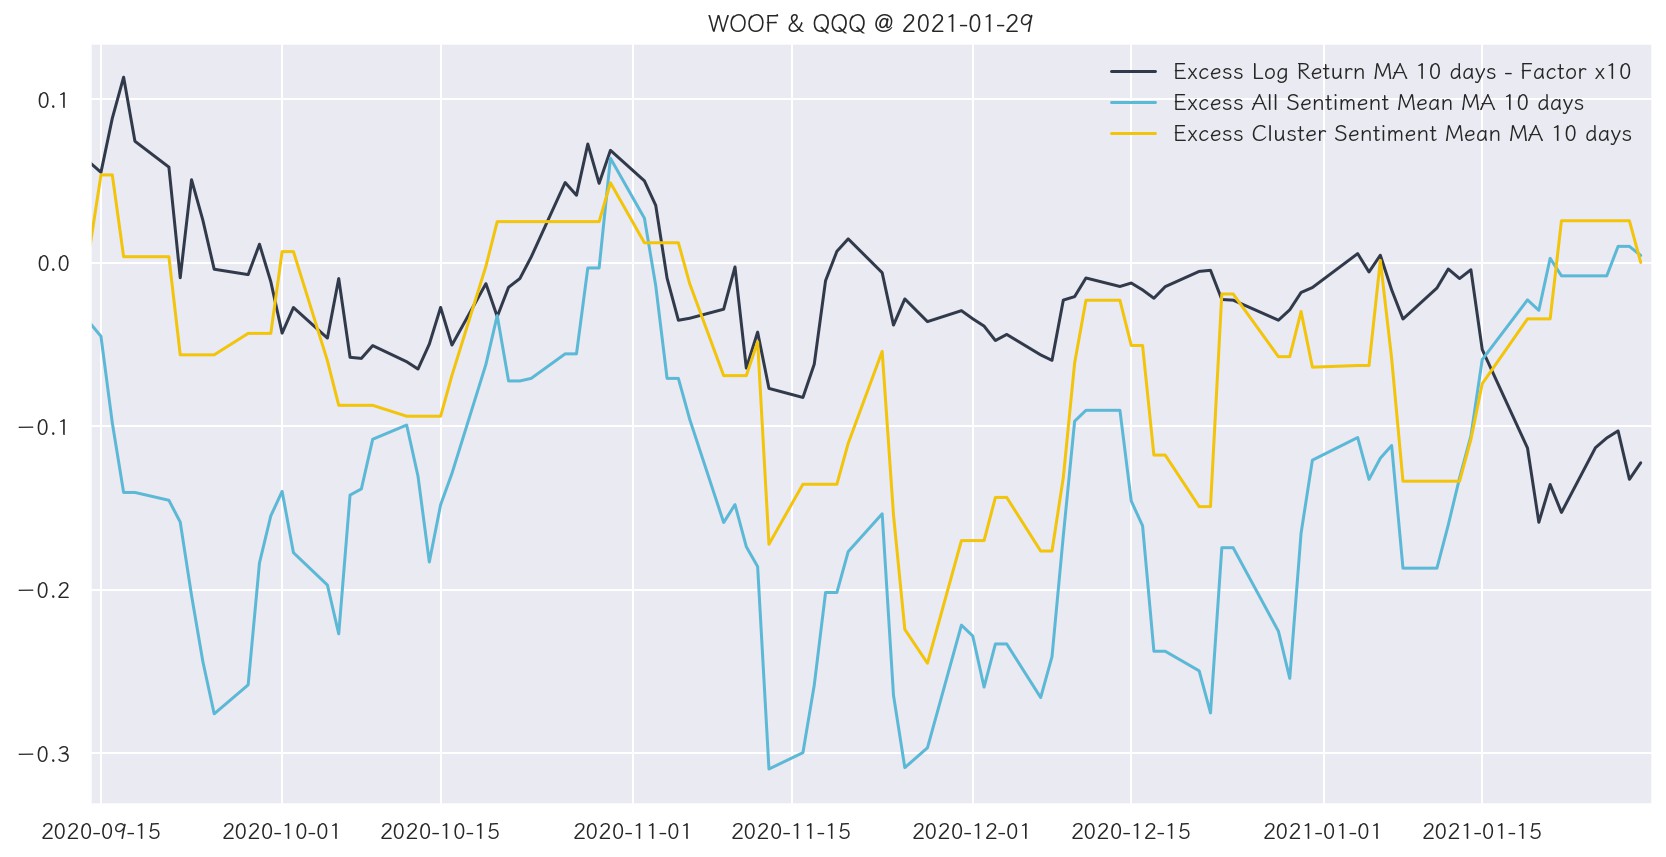 WOOF & QQQ @ 2021-01-29
Excess Log Return MA 10 days - Factor x10
Excess All Sentiment Mean MA 10 days
Excess Cluster Sentiment Mean MA 10 days
0.1
0.0
−0.1
−0.2
−0.3
2020-09-15 2020-10-01 2020-10-15 2020-11-01 2020-11-15 2020-12-01 2020-12-15 2021-01-01 2021-01-15